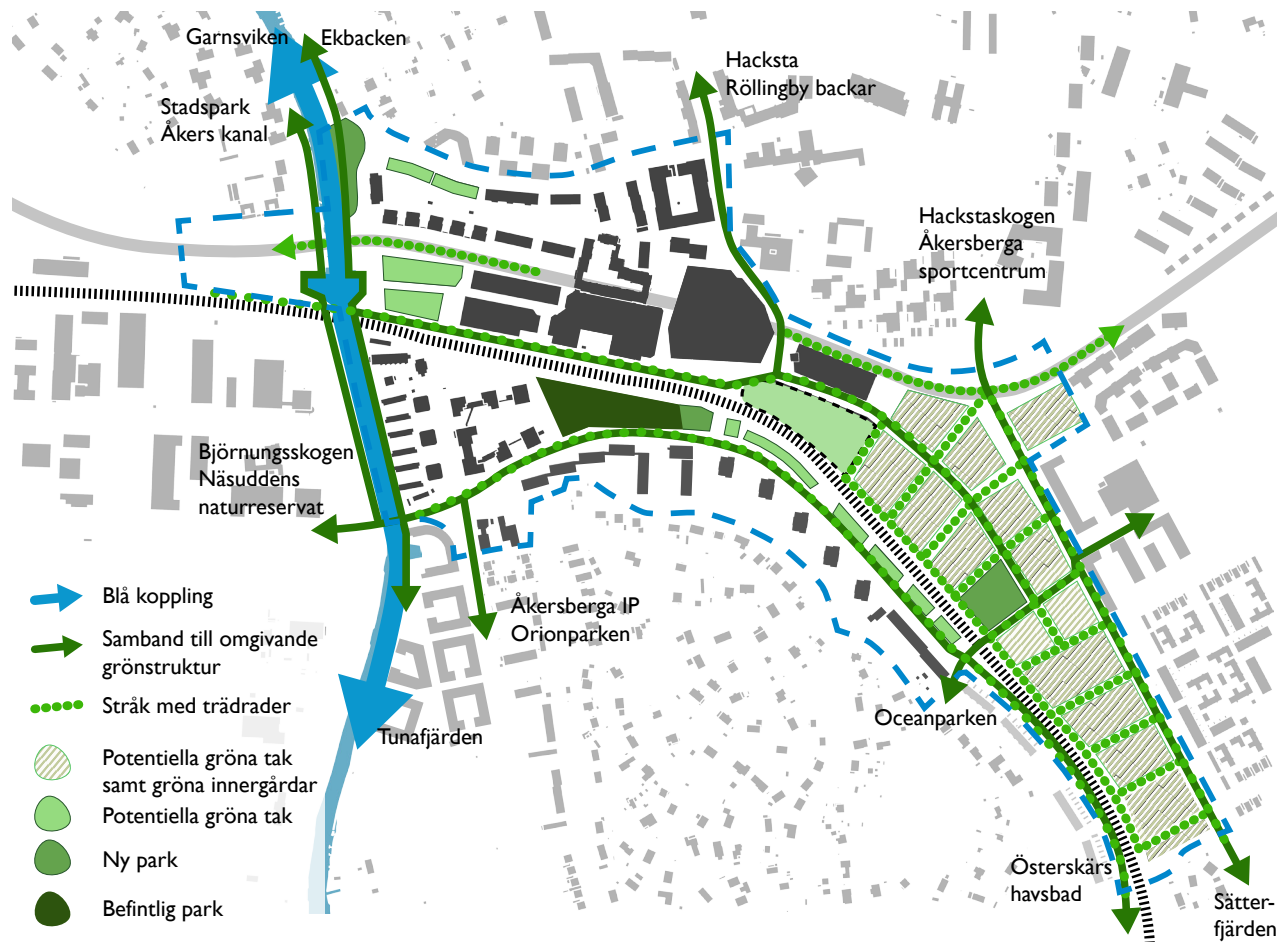 Garnsviken
Ekbacken
Stadspark
Åkers kanal
Hacksta
Röllingby backar
Hackstaskogen
Åkersberga
sportcentrum
Björnungsskogen
Näsuddens
naturreservat
Åkersberga IP
Orionparken
Oceanparken
Tunafjärden
Österskärs
havsbad
Sätter-
fjärden
Blå koppling
Samband till omgivande
grönstruktur
Stråk med trädrader
Potentiella gröna tak
samt gröna innergårdar
Potentiella gröna tak
Ny park
Befintlig park